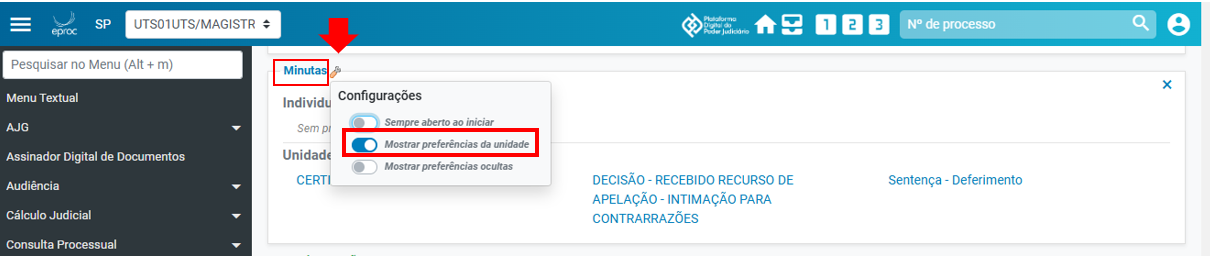 eproc
SP
UTS01UTS/MAGISTR
Plataforma
Digital do
Poder Judiciário
1 2 3
Nº de processo
Pesquisar no Menu (Alt + m)
Menu Textual
AJG
Assinador Digital de Documentos
Audiência
Cálculo Judicial
Consulta Processual
Minutas
Configurações
Sempre aberto ao iniciar
Mostrar preferências da unidade
Mostrar preferências ocultas
Individu
Sem pr
Unidade
CERTI
DECISÃO - RECEBIDO RECURSO DE
APELAÇÃO - INTIMAÇÃO PARA
CONTRARRAZÕES
Sentença - Deferimento